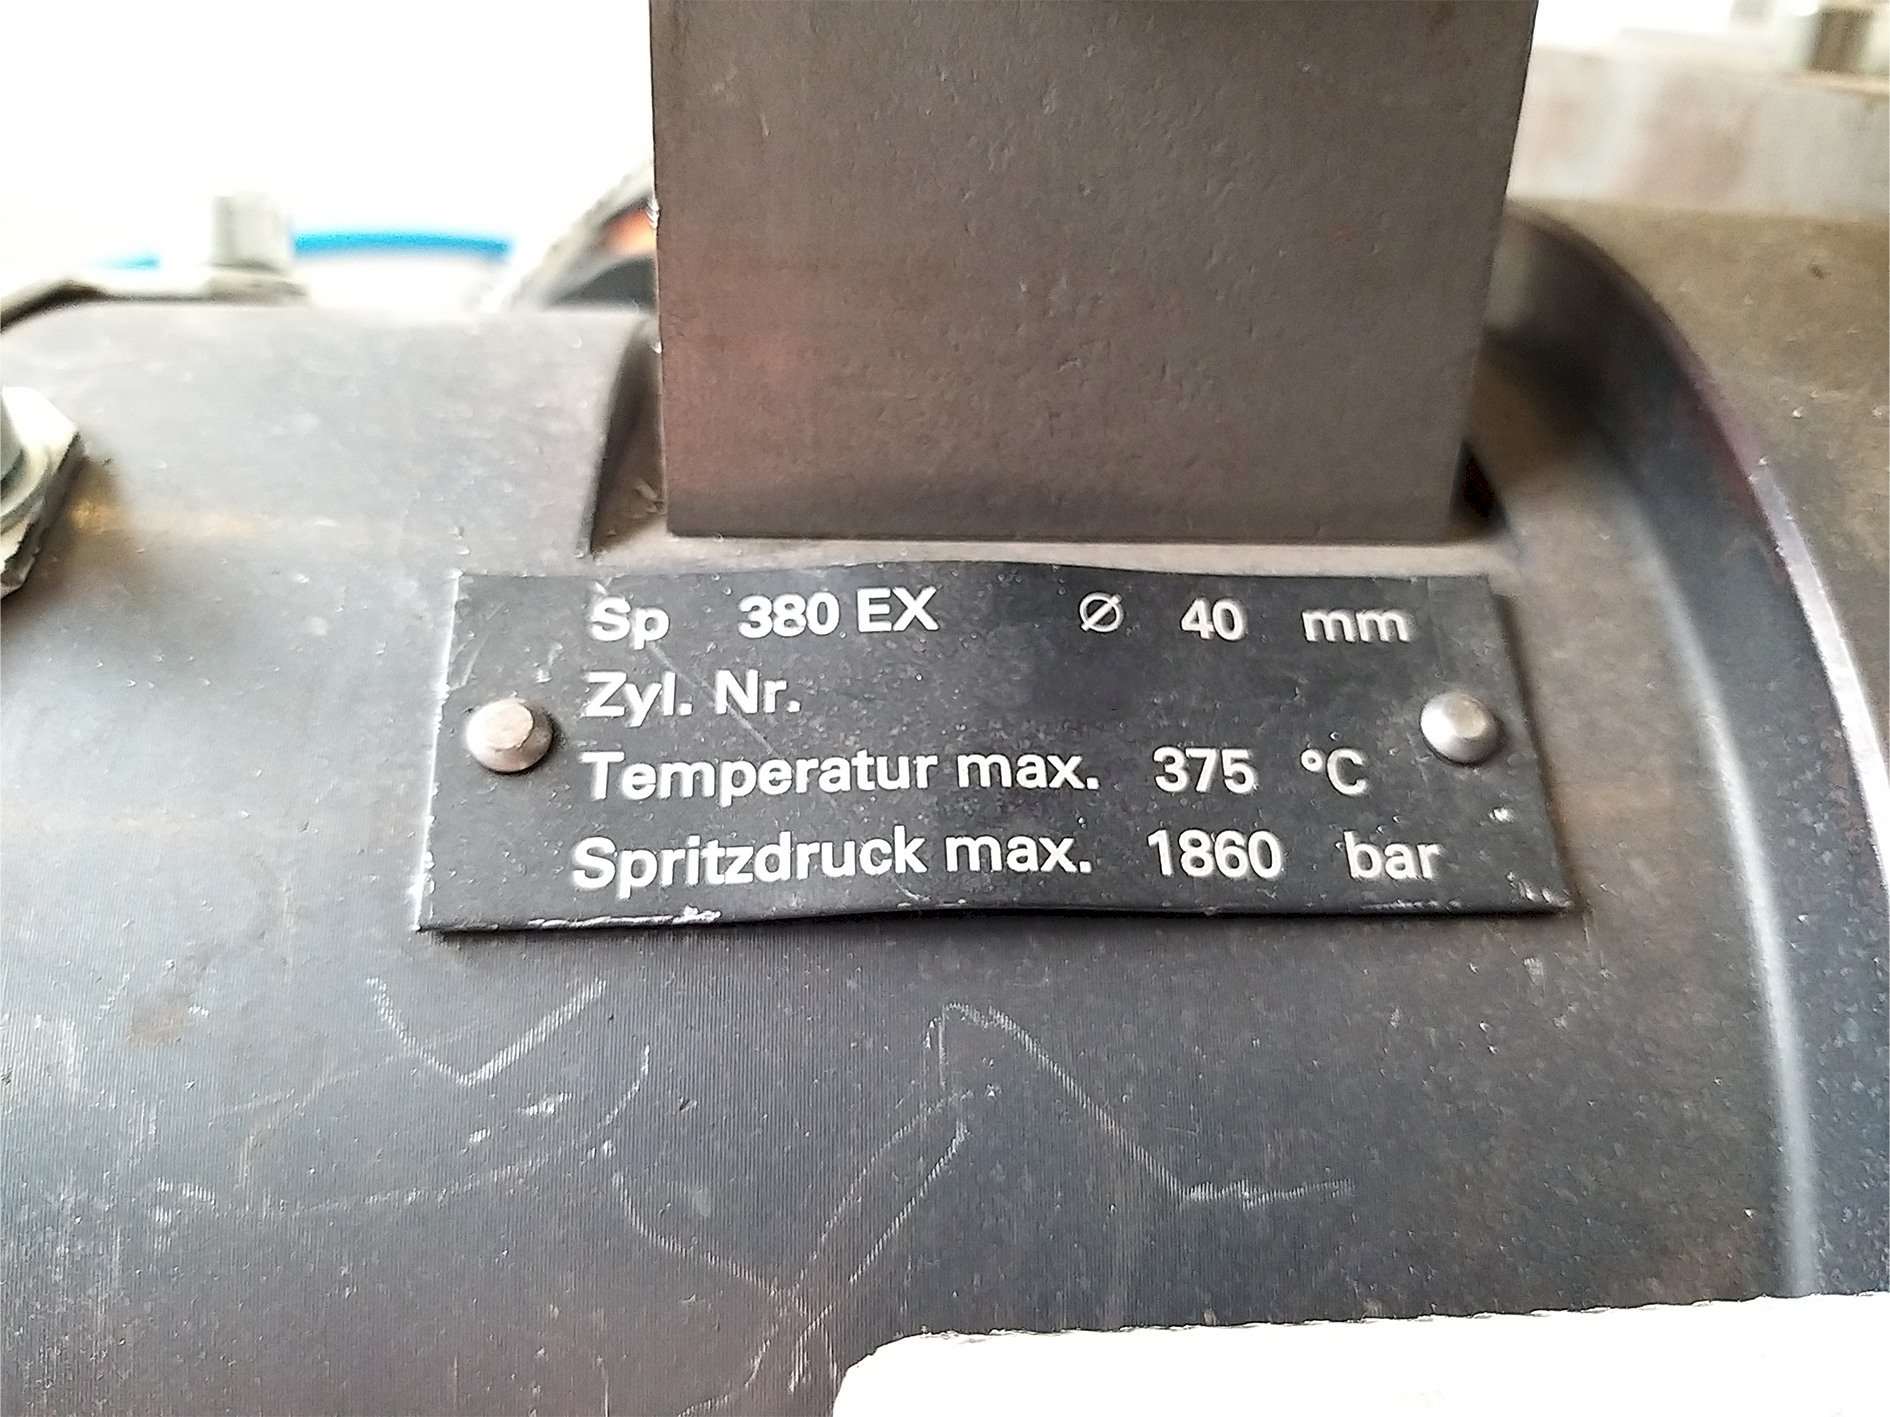 Sp 380 EX ⌀ 40 mm
Zyl. Nr.
Temperatur max. 375 °C
Spritzdruck max. 1860 bar